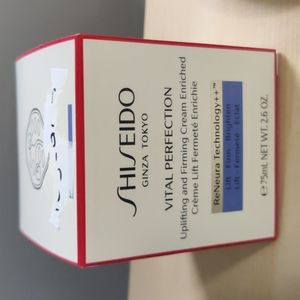 SHISEIDO
GINZA TOKYO
VITAL PERFECTION
Uplifting and Firming Cream Enriched
Crème Lift Fermeté Enrichie
ReNeura Technology++™
Lift · Firm · Brighten
Lift · Fermeté · Éclat
℮75mL NET WT. 2.6 OZ.